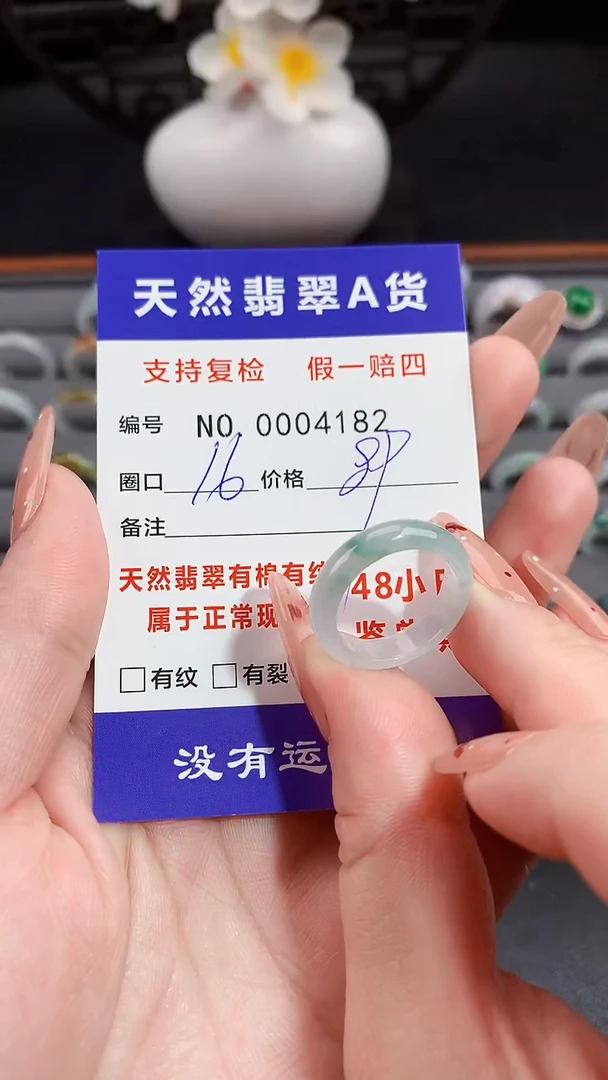 天然翡翠A货
支持复检 假一赔四
编号 NO. 0004182
圈口 16 价格
备注
天然翡翠有棉有 48小
属于正常现
有纹 有裂
没有运